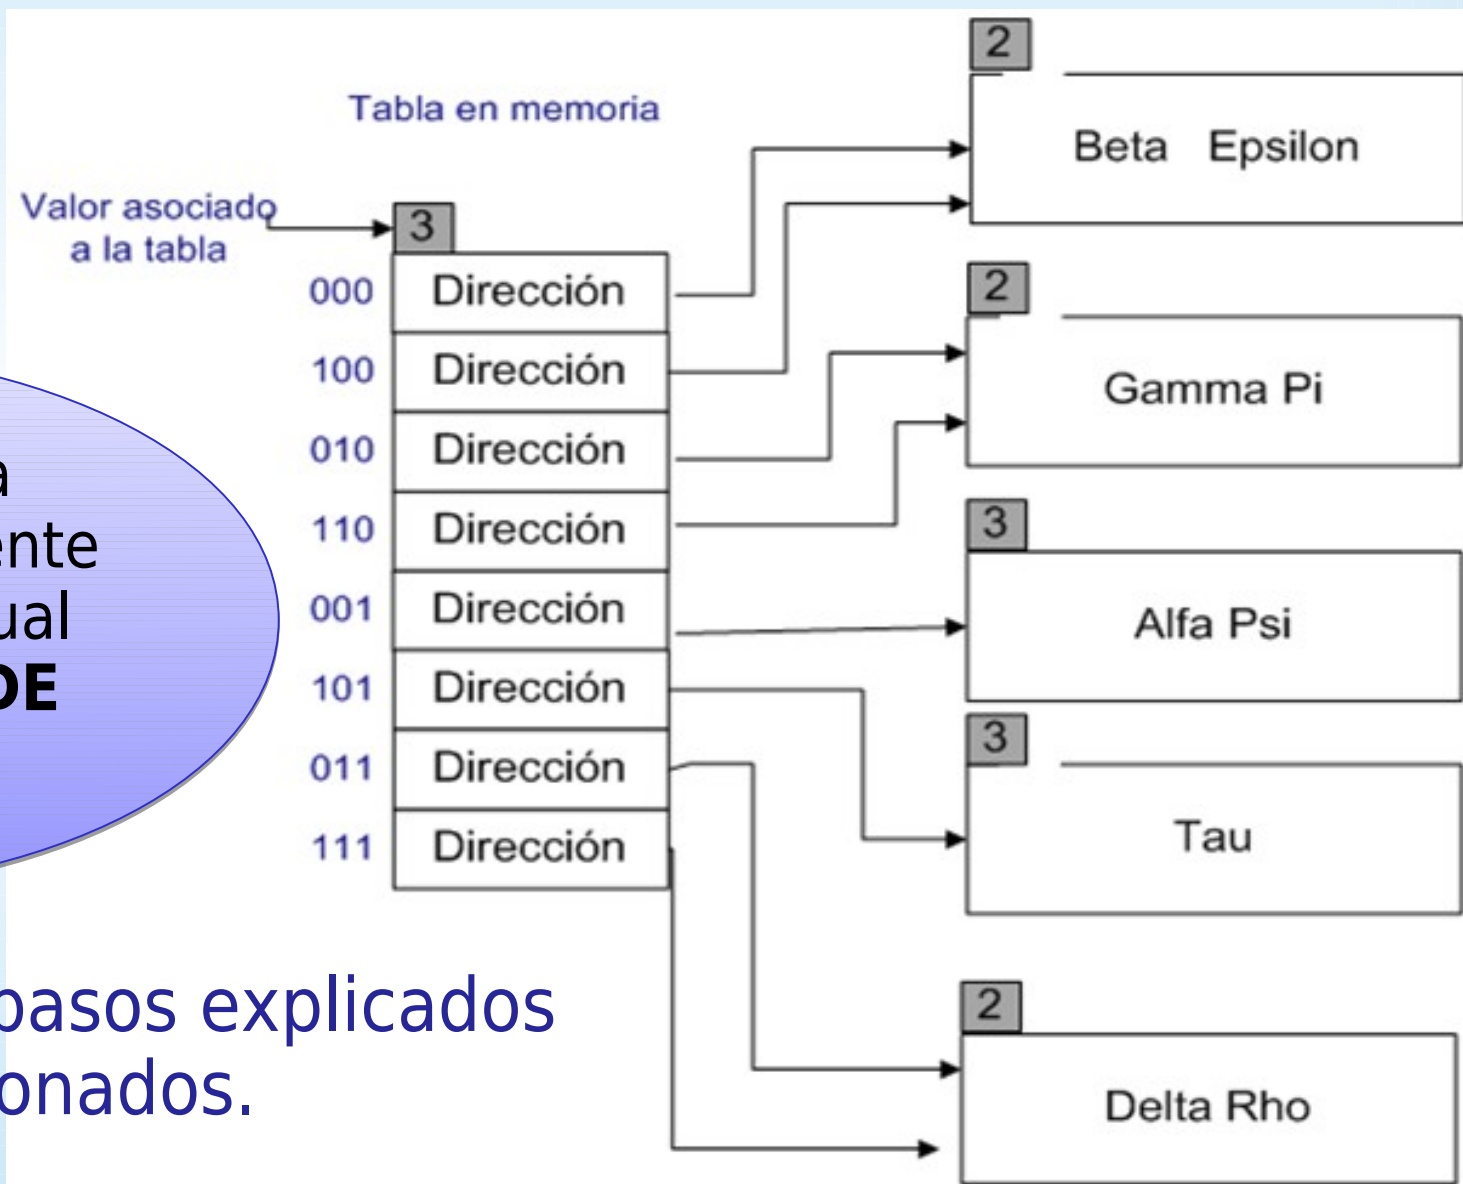 2
Tabla en memoria
Beta Epsilon
Valor asociado
a la tabla
3
000 Dirección
2
100 Dirección
Gamma Pi
010 Dirección
110 Dirección
3
001 Dirección
Alfa Psi
101 Dirección
3
011 Dirección
Tau
111 Dirección
2
Delta Rho
a
ente
ual
DE
pasos explicados
onados.